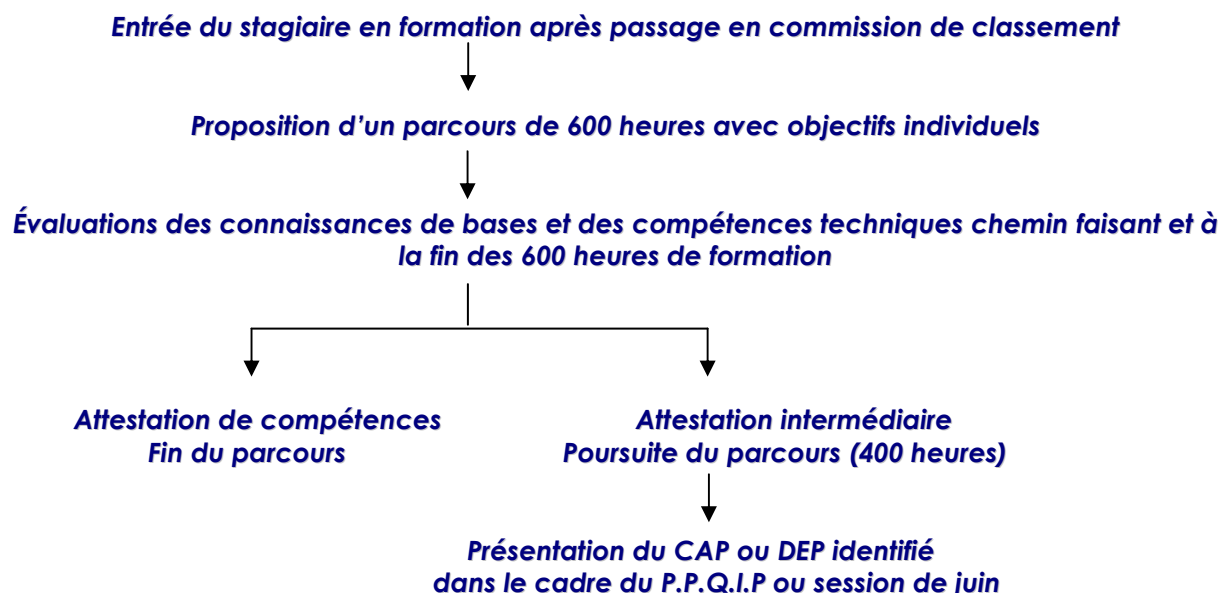 Entrée du stagiaire en formation après passage en commission de classement
Proposition d’un parcours de 600 heures avec objectifs individuels
Évaluations des connaissances de bases et des compétences techniques chemin faisant et à
la fin des 600 heures de formation
Attestation de compétences
Fin du parcours
Attestation intermédiaire
Poursuite du parcours (400 heures)
Présentation du CAP ou DEP identifié
dans le cadre du P.P.Q.I.P ou session de juin